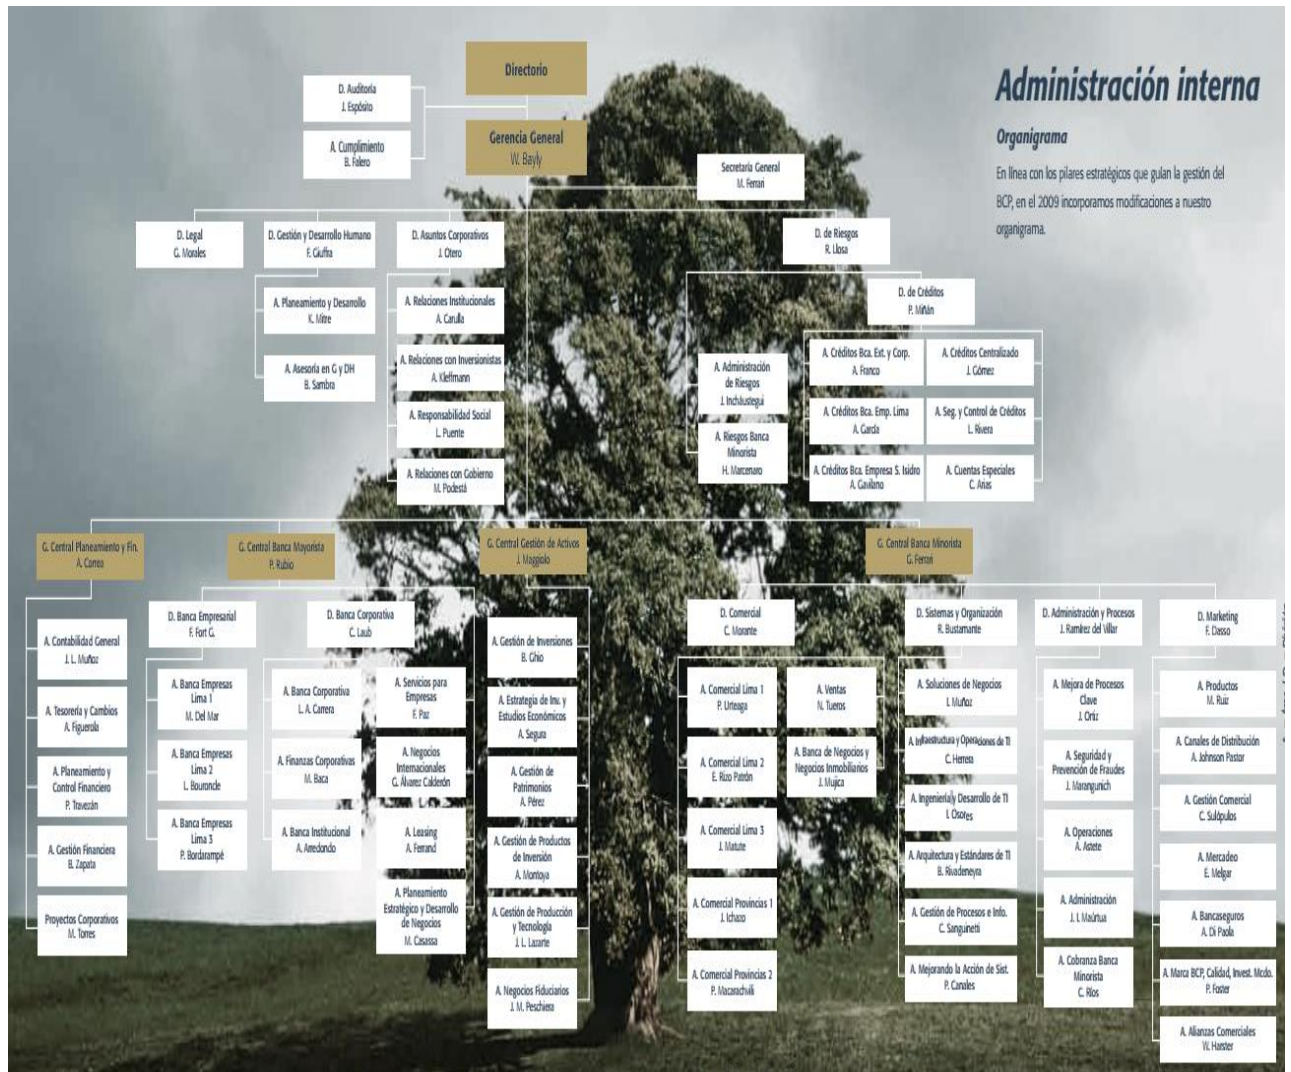 Administración interna
Organigrama
En línea con los pilares estratégicos que guían la gestión del
BCP, en el 2009 incorporamos modificaciones a nuestro
organigrama.
Directorio
D. Auditoría
J. Espósito
A. Cumplimiento
B. Falero
Gerencia General
W. Bayly
Secretaría General
M. Ferrari
D. Legal
G. Morales
D. Gestión y Desarrollo Humano
F. Giuffra
D. Asuntos Corporativos
J. Otero
D. de Riesgos
R. Llosa
A. Planeamiento y Desarrollo
K. Mitre
A. Asesoría en G y DH
B. Sambra
A. Relaciones Institucionales
A. Carulla
A. Relaciones con Inversionistas
A. Kleffmann
A. Responsabilidad Social
L. Puente
A. Relaciones con Gobierno
M. Podestá
D. de Créditos
P. Miñán
A. Administración
de Riesgos
J. Incháustegui
A. Riesgos Banca
Minorista
H. Marcenaro
A. Créditos Bca. Ext. y Corp.
A. Franco
A. Créditos Bca. Emp. Lima
A. García
A. Créditos Bca. Empresa S. Isidro
A. Gavilano
A. Créditos Centralizado
J. Gómez
A. Seg. y Control de Créditos
L. Rivera
A. Cuentas Especiales
C. Arias
G. Central Planeamiento y Fin.
A. Correa
G. Central Banca Mayorista
P. Rubio
G. Central Gestión de Activos
J. Maggiolo
G. Central Banca Minorista
G. Ferrari
A. Contabilidad General
J. L. Muñoz
A. Tesorería y Cambios
A. Figuerola
A. Planeamiento y
Control Financiero
P. Travezán
A. Gestión Financiera
B. Zapata
Proyectos Corporativos
M. Torres
D. Banca Empresarial
F. Fort G.
A. Banca Empresas
Lima 1
M. Del Mar
A. Banca Empresas
Lima 2
L. Bouroncle
A. Banca Empresas
Lima 3
P. Bordarampé
D. Banca Corporativa
C. Laub
A. Banca Corporativa
L. A. Carrera
A. Finanzas Corporativas
M. Baca
A. Banca Institucional
A. Arredondo
A. Servicios para
Empresas
F. Paz
A. Negocios
Internacionales
G. Álvarez Calderón
A. Leasing
A. Ferrand
A. Planeamiento
Estratégico y Desarrollo
de Negocios
M. Casassa
A. Gestión de Inversiones
B. Ghio
A. Estrategia de Inv. y
Estudios Económicos
A. Segura
A. Gestión de
Patrimonios
A. Pérez
A. Gestión de Productos
de Inversión
A. Montoya
A. Gestión de Producción
y Tecnología
J. L. Lazarte
A. Negocios Fiduciarios
J. M. Peschiera
D. Comercial
C. Morante
A. Comercial Lima 1
P. Urteaga
A. Comercial Lima 2
E. Rizo Patrón
A. Comercial Lima 3
J. Matute
A. Comercial Provincias 1
J. Ichazo
A. Comercial Provincias 2
P. Macarachvili
A. Ventas
N. Tueros
A. Banca de Negocios y
Negocios Inmobiliarios
J. Mujica
D. Sistemas y Organización
R. Bustamante
A. Soluciones de Negocios
I. Muñoz
A. Infraestructura y Operaciones de TI
C. Herrera
A. Ingeniería y Desarrollo de TI
I. Osores
A. Arquitectura y Estándares de TI
B. Rivadeneyra
A. Gestión de Procesos e Info.
C. Sanguinetti
A. Mejorando la Acción de Sist.
P. Canales
D. Administración y Procesos
J. Ramírez del Villar
A. Mejora de Procesos
Clave
J. Ortiz
A. Seguridad y
Prevención de Fraudes
J. Marangunich
A. Operaciones
A. Astete
A. Administración
J. I. Maúrtua
A. Cobranza Banca
Minorista
C. Ríos
D. Marketing
F. Dasso
A. Productos
M. Ruiz
A. Canales de Distribución
A. Johnson Pastor
A. Gestión Comercial
C. Sulópulos
A. Mercadeo
E. Melgar
A. Bancaseguros
A. Di Paola
A. Marca BCP, Calidad, Invest. Mcdo.
P. Foster
A. Alianzas Comerciales
W. Harster